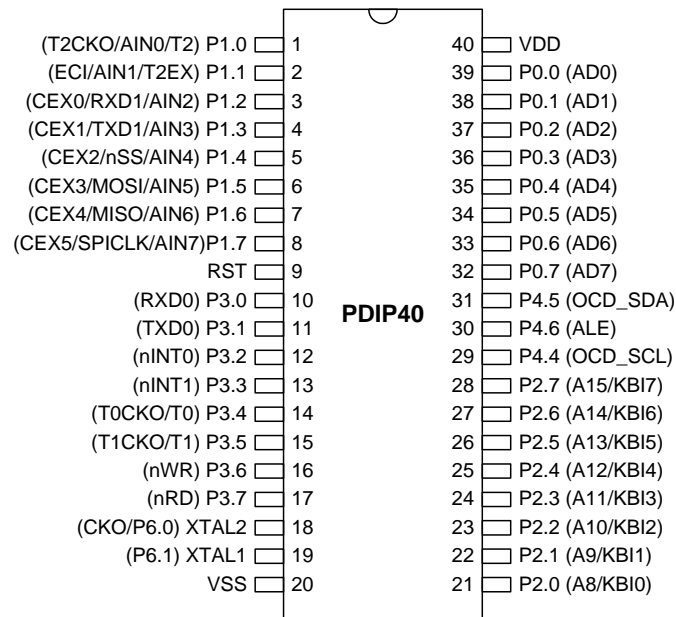 (T2CKO/AIN0/T2) P1.0 1 40 VDD
(ECI/AIN1/T2EX) P1.1 2 39 P0.0 (AD0)
(CEX0/RXD1/AIN2) P1.2 3 38 P0.1 (AD1)
(CEX1/TXD1/AIN3) P1.3 4 37 P0.2 (AD2)
(CEX2/nSS/AIN4) P1.4 5 36 P0.3 (AD3)
(CEX3/MOSI/AIN5) P1.5 6 35 P0.4 (AD4)
(CEX4/MISO/AIN6) P1.6 7 34 P0.5 (AD5)
(CEX5/SPICLK/AIN7)P1.7 8 33 P0.6 (AD6)
RST 9 32 P0.7 (AD7)
(RXD0) P3.0 10 31 P4.5 (OCD_SDA)
PDIP40
(TXD0) P3.1 11 30 P4.6 (ALE)
(nINT0) P3.2 12 29 P4.4 (OCD_SCL)
(nINT1) P3.3 13 28 P2.7 (A15/KBI7)
(T0CKO/T0) P3.4 14 27 P2.6 (A14/KBI6)
(T1CKO/T1) P3.5 15 26 P2.5 (A13/KBI5)
(nWR) P3.6 16 25 P2.4 (A12/KBI4)
(nRD) P3.7 17 24 P2.3 (A11/KBI3)
(CKO/P6.0) XTAL2 18 23 P2.2 (A10/KBI2)
(P6.1) XTAL1 19 22 P2.1 (A9/KBI1)
VSS 20 21 P2.0 (A8/KBI0)